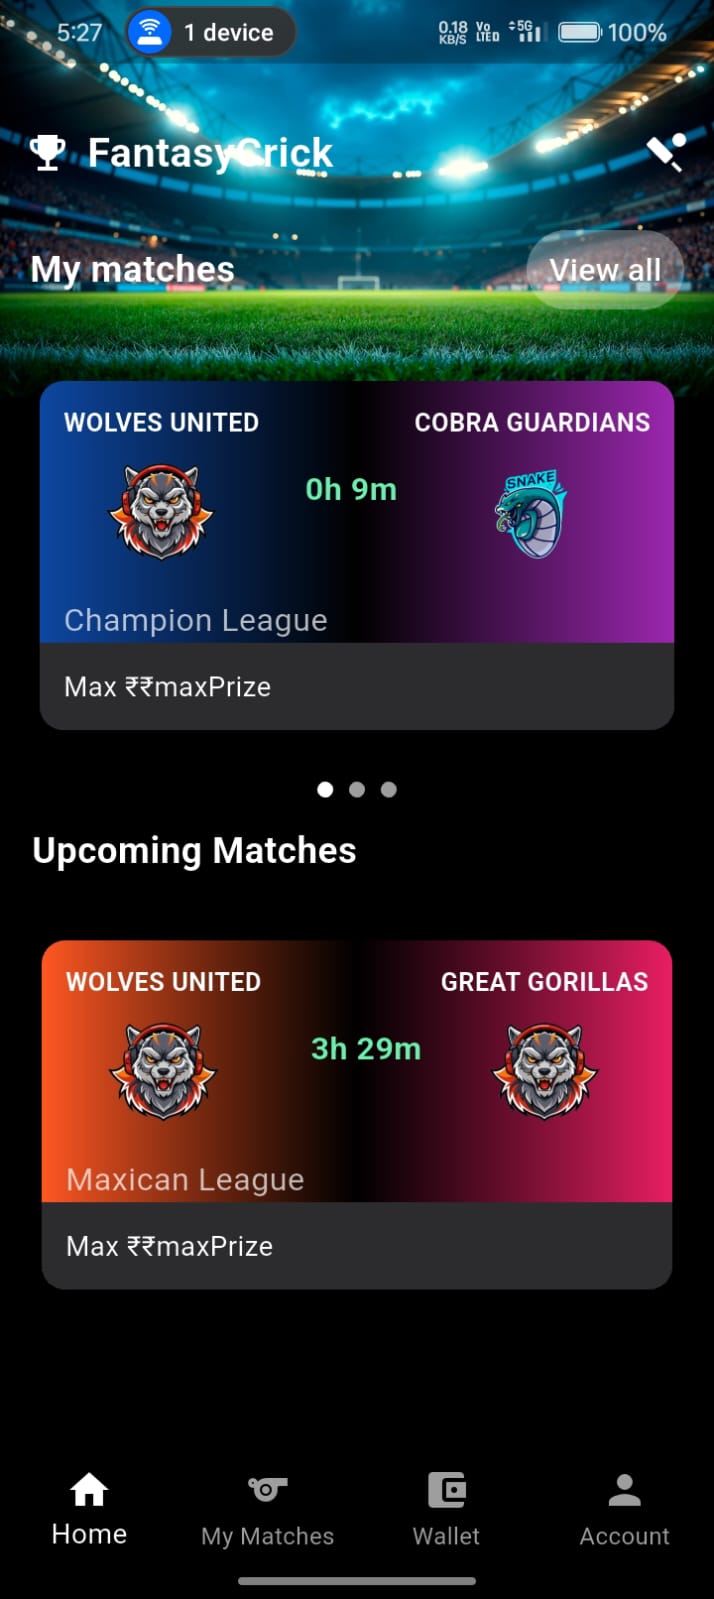 5:27 1 device 0.18 KB/S Vo LTED 5G 100%
FantasyCrick
My matches View all
WOLVES UNITED COBRA GUARDIANS
SNAKE
0h 9m
Champion League
Max ₹₹maxPrize
Upcoming Matches
WOLVES UNITED GREAT GORILLAS
3h 29m
Maxican League
Max ₹₹maxPrize
Home My Matches Wallet Account